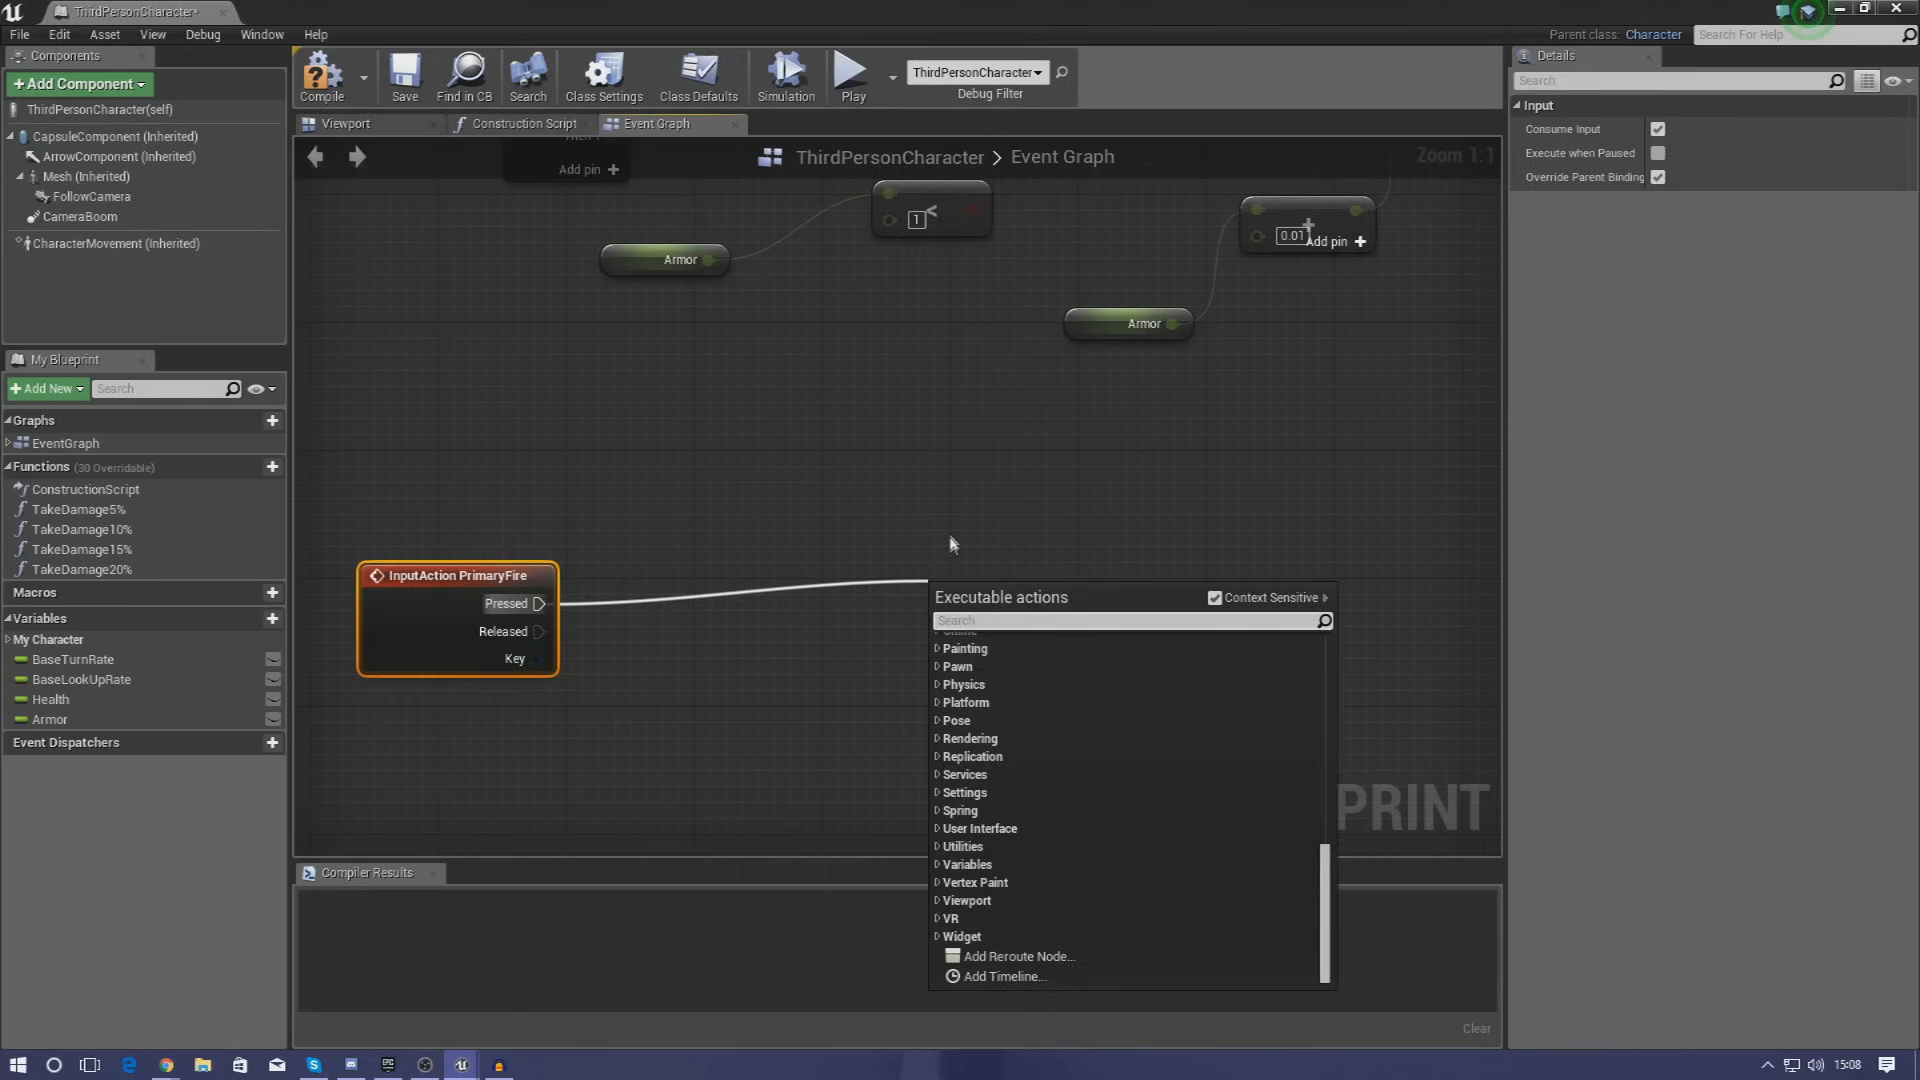 ThirdPersonCharacter*
File Edit Asset View Debug Window Help
Parent class: Character
Search For Help
Components
+Add Component
ThirdPersonCharacter(self)
CapsuleComponent (Inherited)
ArrowComponent (Inherited)
Mesh (Inherited)
FollowCamera
CameraBoom
CharacterMovement (Inherited)
My Blueprint
+Add New
Search
Graphs
EventGraph
Functions (30 Overridable)
ConstructionScript
TakeDamage5%
TakeDamage10%
TakeDamage15%
TakeDamage20%
Macros
Variables
My Character
BaseTurnRate
BaseLookUpRate
Health
Armor
Event Dispatchers
Compile
Save
Find in CB
Search
Class Settings
Class Defaults
Simulation
Play
ThirdPersonCharacter
Debug Filter
Viewport
Construction Script
Event Graph
ThirdPersonCharacter > Event Graph
Zoom 1:1
Add pin +
1
<
Armor
+
0.01
Add pin +
Armor
InputAction PrimaryFire
Pressed
Released
Key
Executable actions
Context Sensitive
Search
Painting
Pawn
Physics
Platform
Pose
Rendering
Replication
Services
Settings
Spring
User Interface
Utilities
Variables
Vertex Paint
Viewport
VR
Widget
Add Reroute Node...
Add Timeline...
PRINT
Compiler Results
Clear
Details
Search
Input
Consume Input
Execute when Paused
Override Parent Binding
15:08